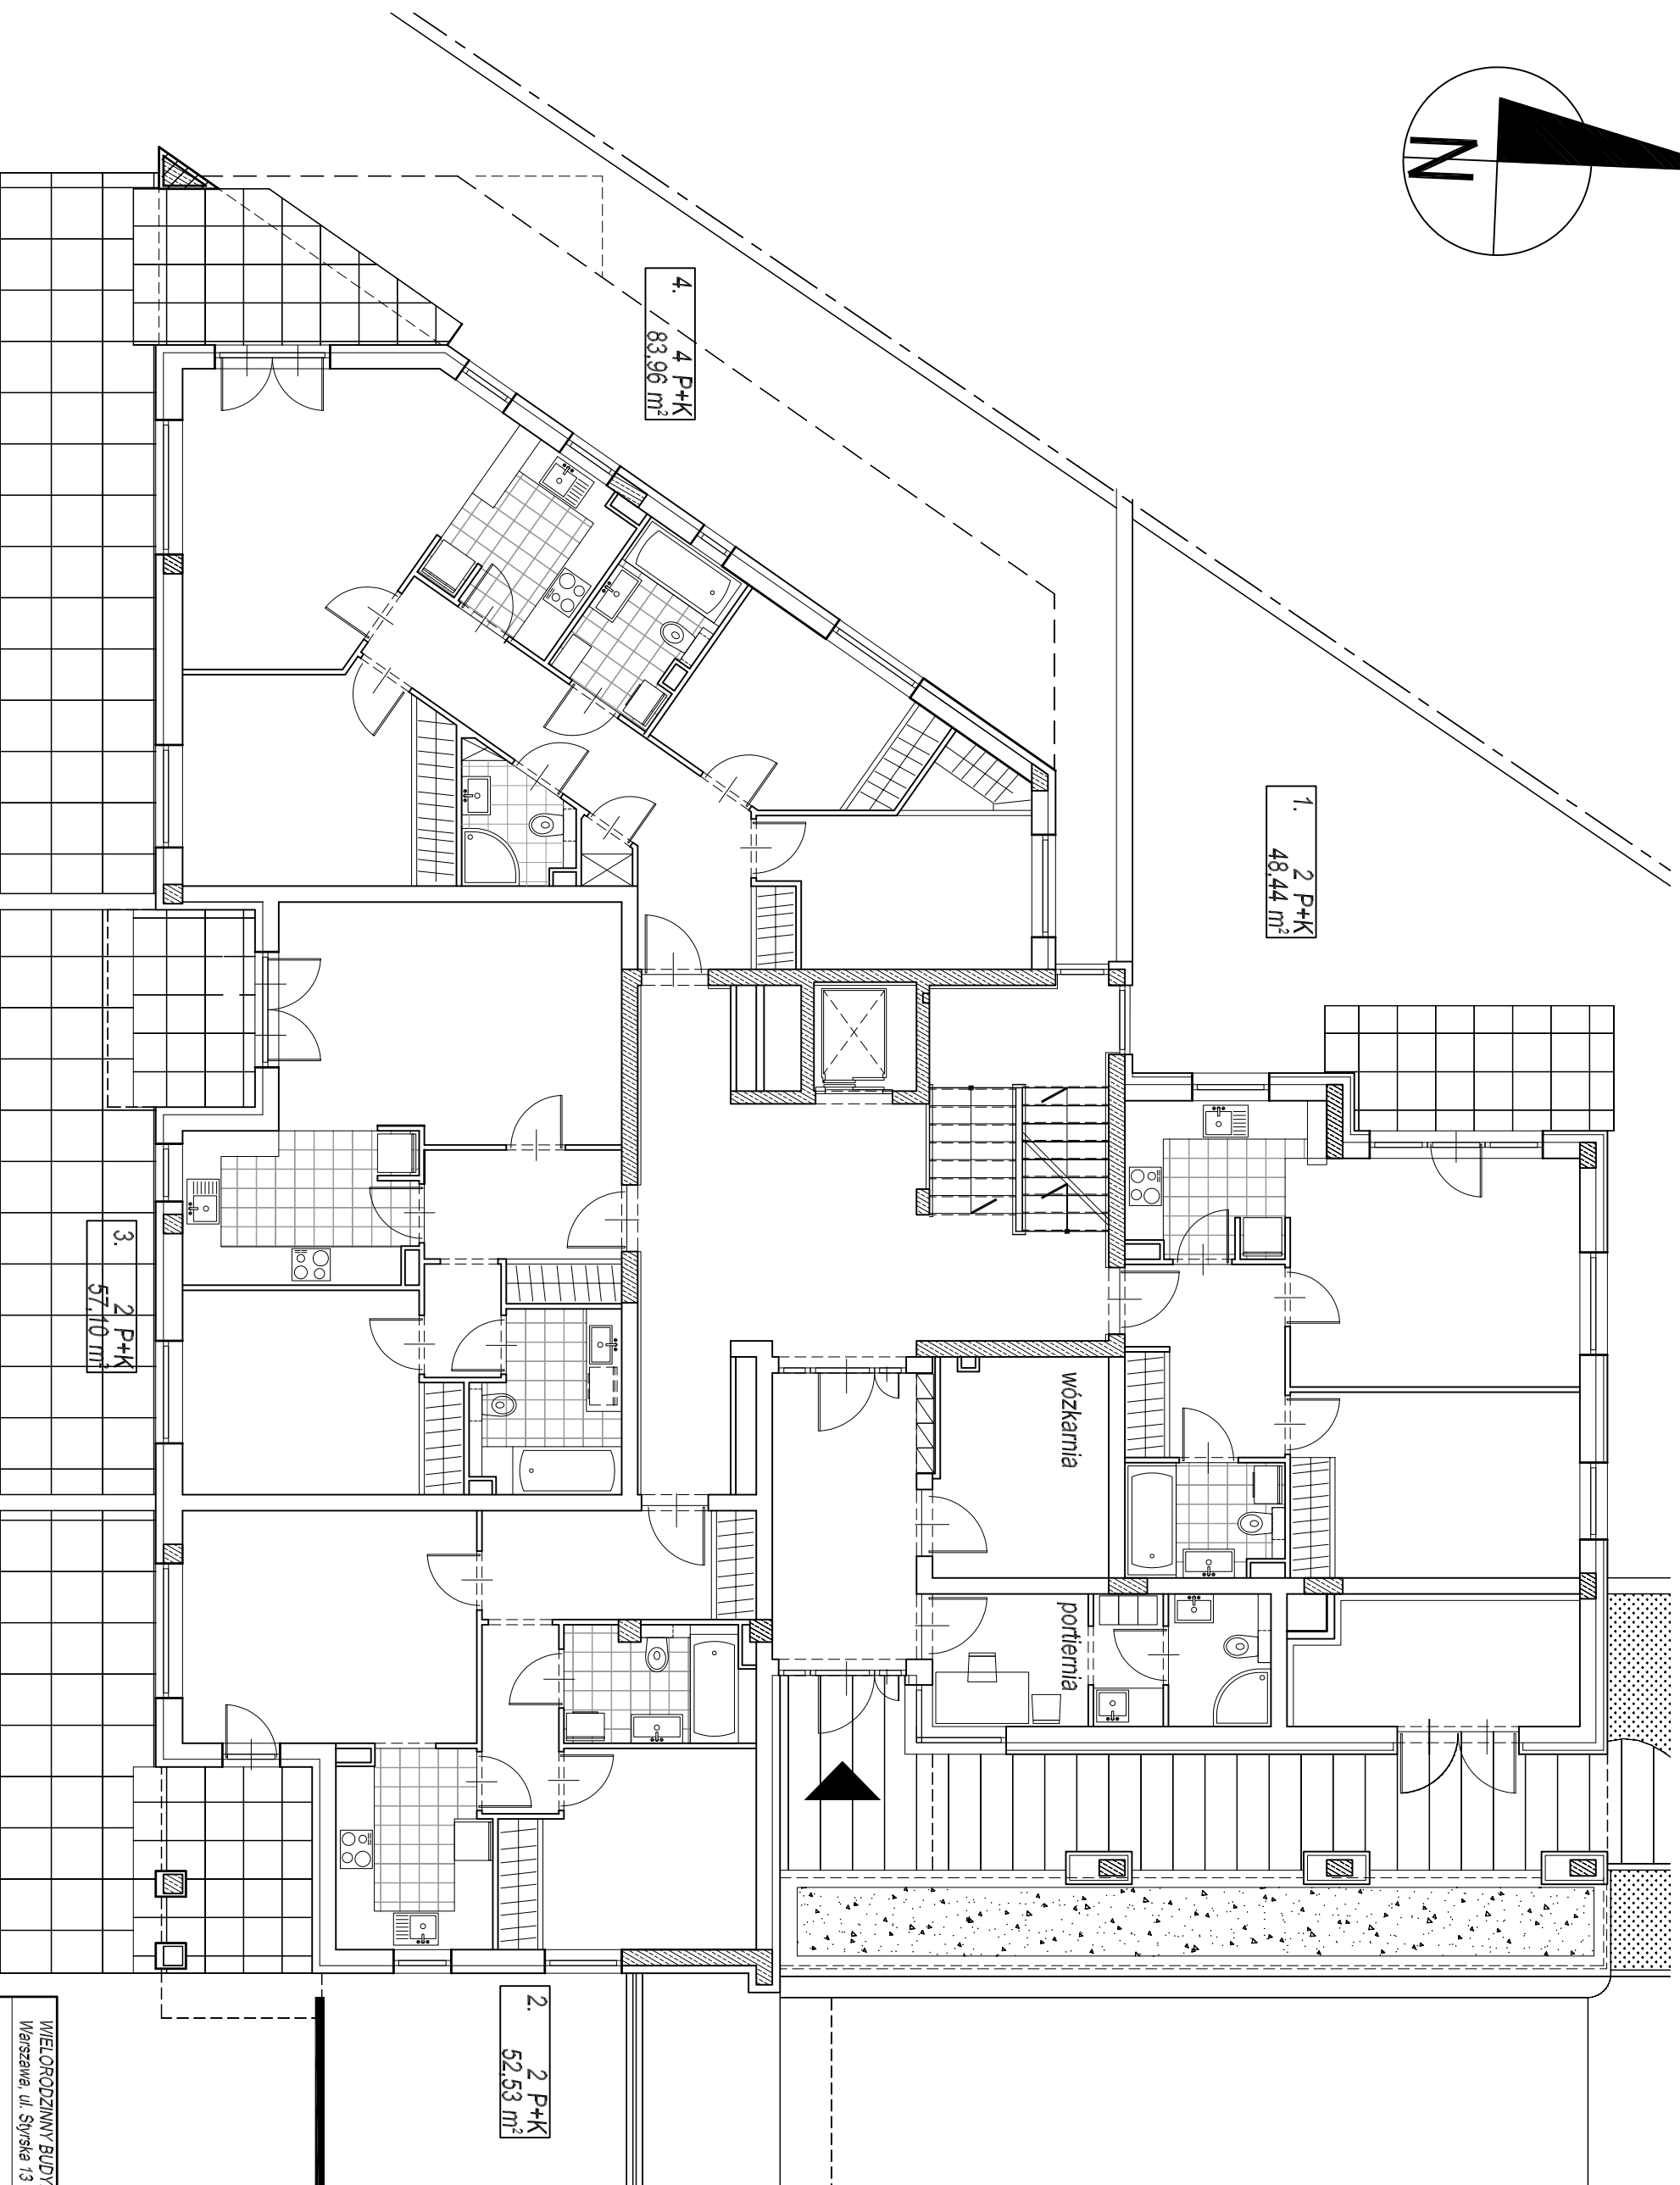 N
4. 4 P+K
83,96 m²
1. 2 P+K
48,44 m²
3. 2 P+K
57,10 m²
wózkarnia
portiernia
2. 2 P+K
52,53 m²
WIELORODZINNY BUDY
Warszawa, ul. Styrska 13